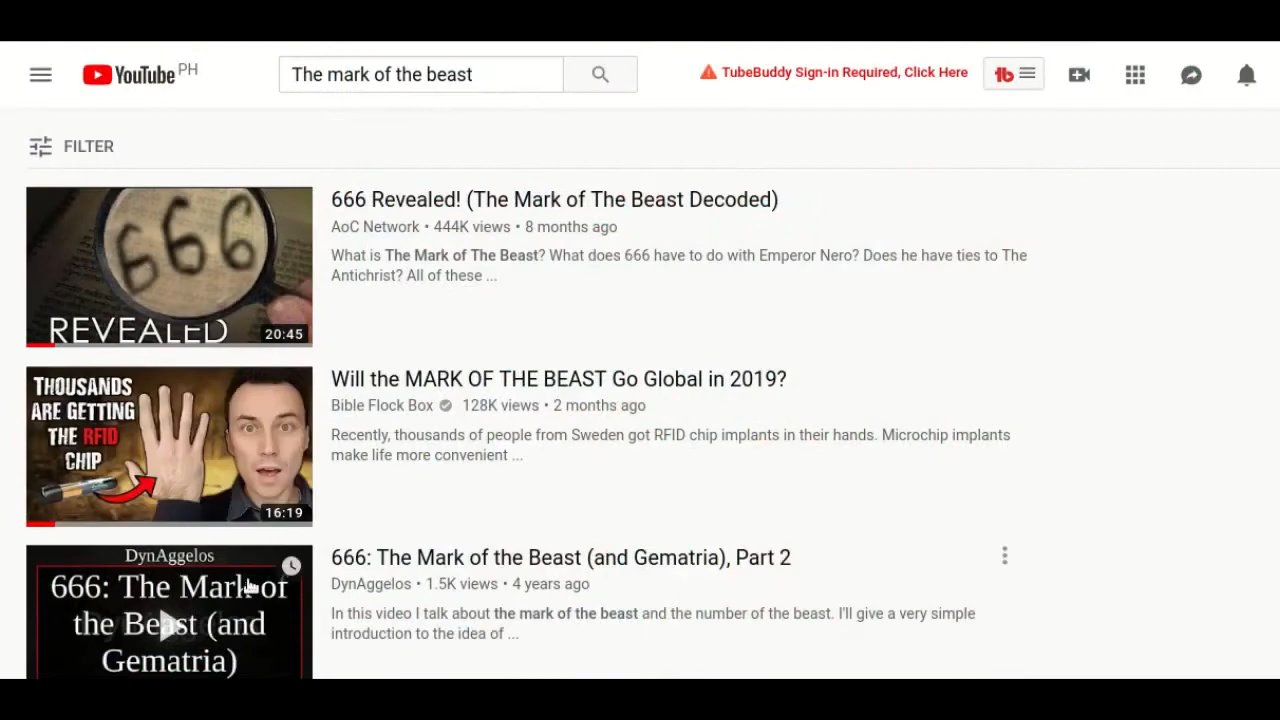 YouTube PH
The mark of the beast
TubeBuddy Sign-in Required, Click Here
tb
FILTER
666
REVEALED
20:45
666 Revealed! (The Mark of The Beast Decoded)
AoC Network • 444K views • 8 months ago
What is The Mark of The Beast? What does 666 have to do with Emperor Nero? Does he have ties to The
Antichrist? All of these ...
THOUSANDS
ARE GETTING
THE RFID
CHIP
16:19
Will the MARK OF THE BEAST Go Global in 2019?
Bible Flock Box 128K views • 2 months ago
Recently, thousands of people from Sweden got RFID chip implants in their hands. Microchip implants
make life more convenient ...
DynAggelos
666: The Mark of
the Beast (and
Gematria)
666: The Mark of the Beast (and Gematria), Part 2
DynAggelos • 1.5K views • 4 years ago
In this video I talk about the mark of the beast and the number of the beast. I'll give a very simple
introduction to the idea of ...